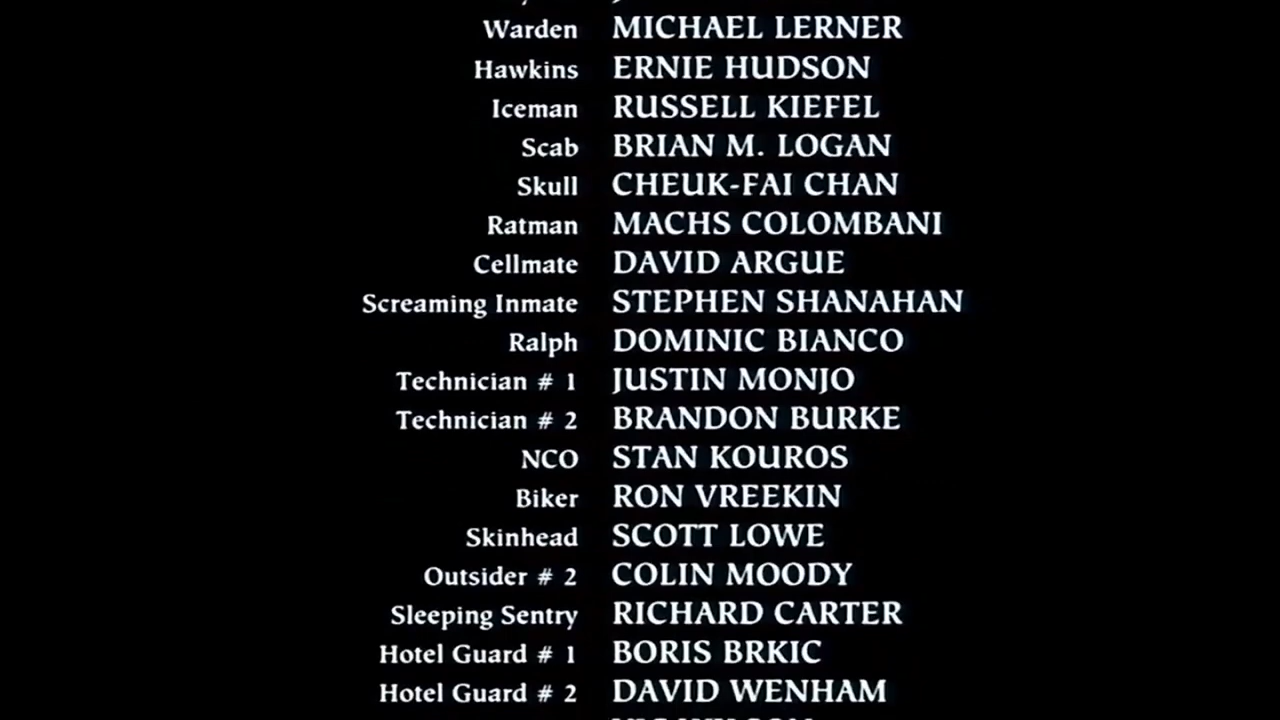 Warden MICHAEL LERNER
Hawkins ERNIE HUDSON
Iceman RUSSELL KIEFEL
Scab BRIAN M. LOGAN
Skull CHEUK-FAI CHAN
Ratman MACHS COLOMBANI
Cellmate DAVID ARGUE
Screaming Inmate STEPHEN SHANAHAN
Ralph DOMINIC BIANCO
Technician # 1 JUSTIN MONJO
Technician # 2 BRANDON BURKE
NCO STAN KOUROS
Biker RON VREEKIN
Skinhead SCOTT LOWE
Outsider # 2 COLIN MOODY
Sleeping Sentry RICHARD CARTER
Hotel Guard # 1 BORIS BRKIC
Hotel Guard # 2 DAVID WENHAM